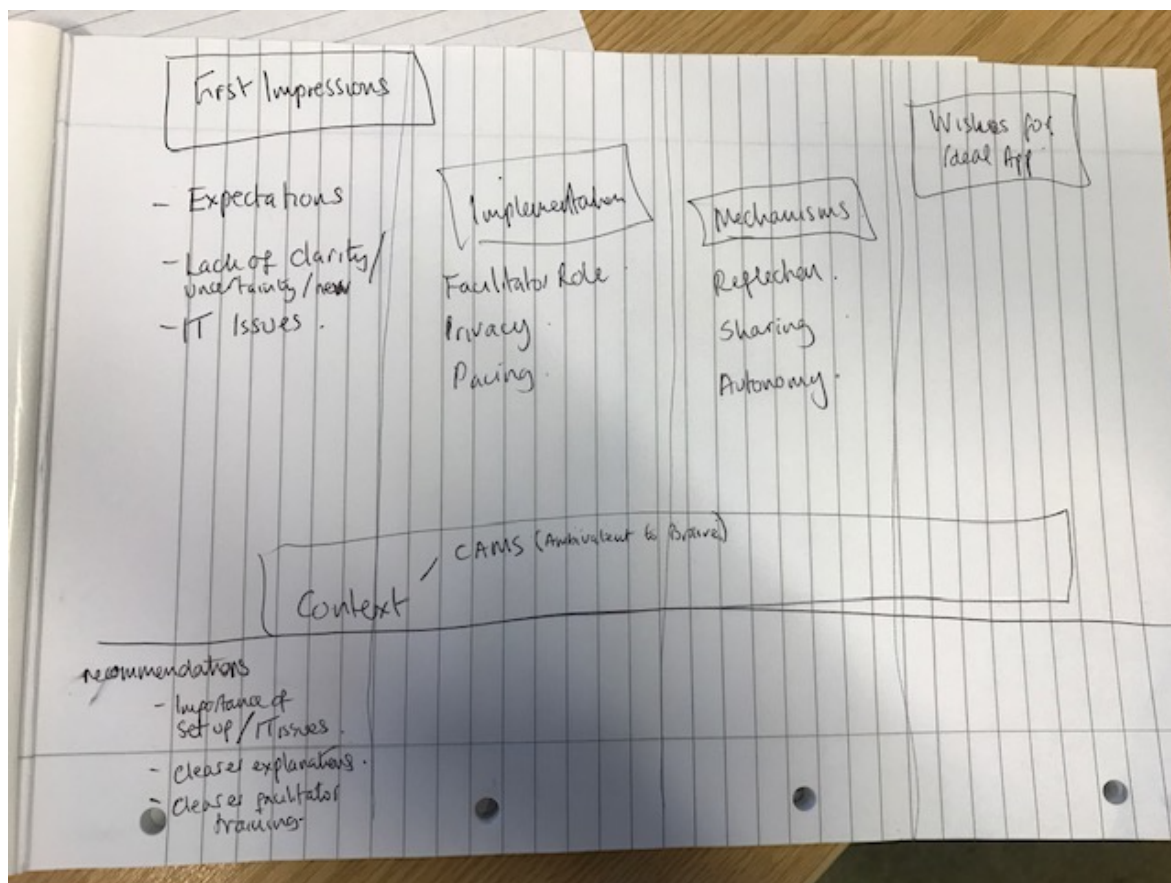 First Impressions
- Expectations
- Lack of clarity/
uncertainty/new
- IT Issues.
Implementation
Facilitator Role
Privacy
Pacing.
Mechanisms
Reflection.
Sharing
Autonomy.
Wishes for
Ideal App
CAMS (Ambivalent to Brave)
Context
recommendations
- Importance of
set up/IT issues.
- clearer explanations.
- clearer facilitator
training.